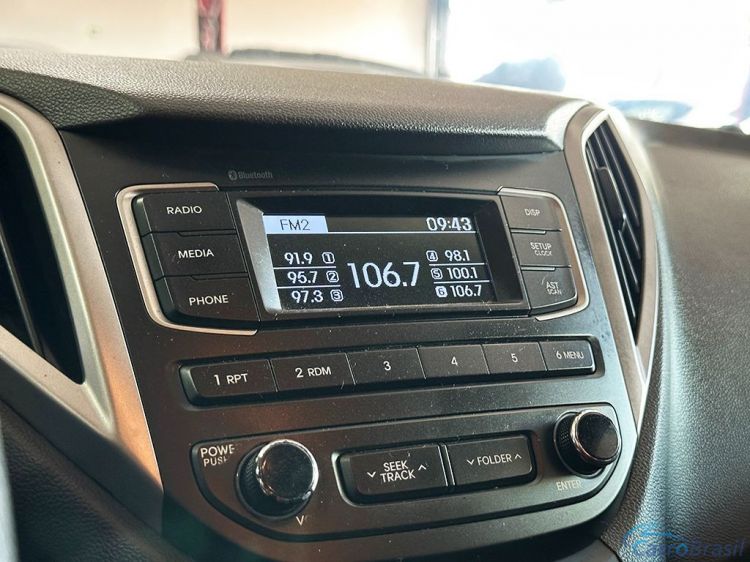 Bluetooth
RADIO
MEDIA
PHONE
FM2 09:43
91.9 1 4 98.1
95.7 2 106.7 5 100.1
97.3 3 6 106.7
DISP
SETUP
CLOCK
AST
SCAN
1 RPT 2 RDM 3 4 5 6 MENU
POWE
PUSH
V
SEEK
TRACK
FOLDER
ENTER
CarroBrasil